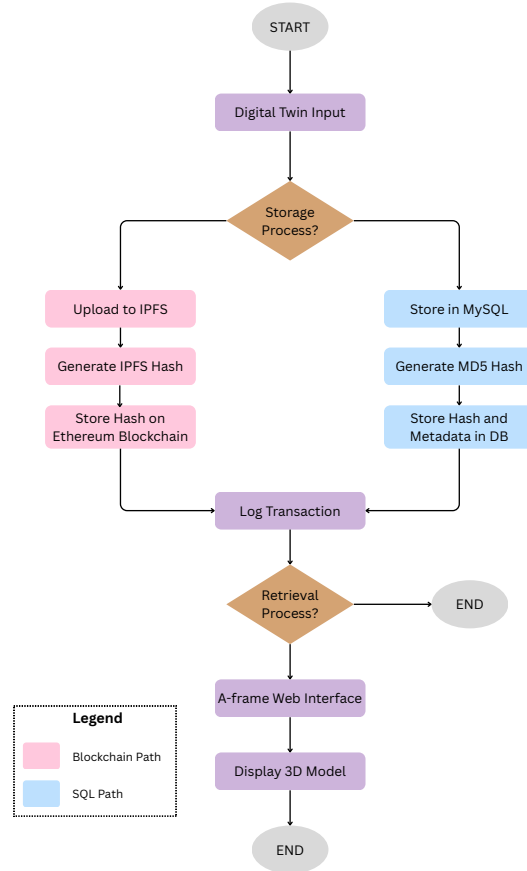 START
Digital Twin Input
Storage
Process?
Upload to IPFS
Store in MySQL
Generate IPFS Hash
Generate MD5 Hash
Store Hash on
Ethereum Blockchain
Store Hash and
Metadata in DB
Log Transaction
Retrieval
Process?
END
A-frame Web Interface
Legend
Blockchain Path
SQL Path
Display 3D Model
END